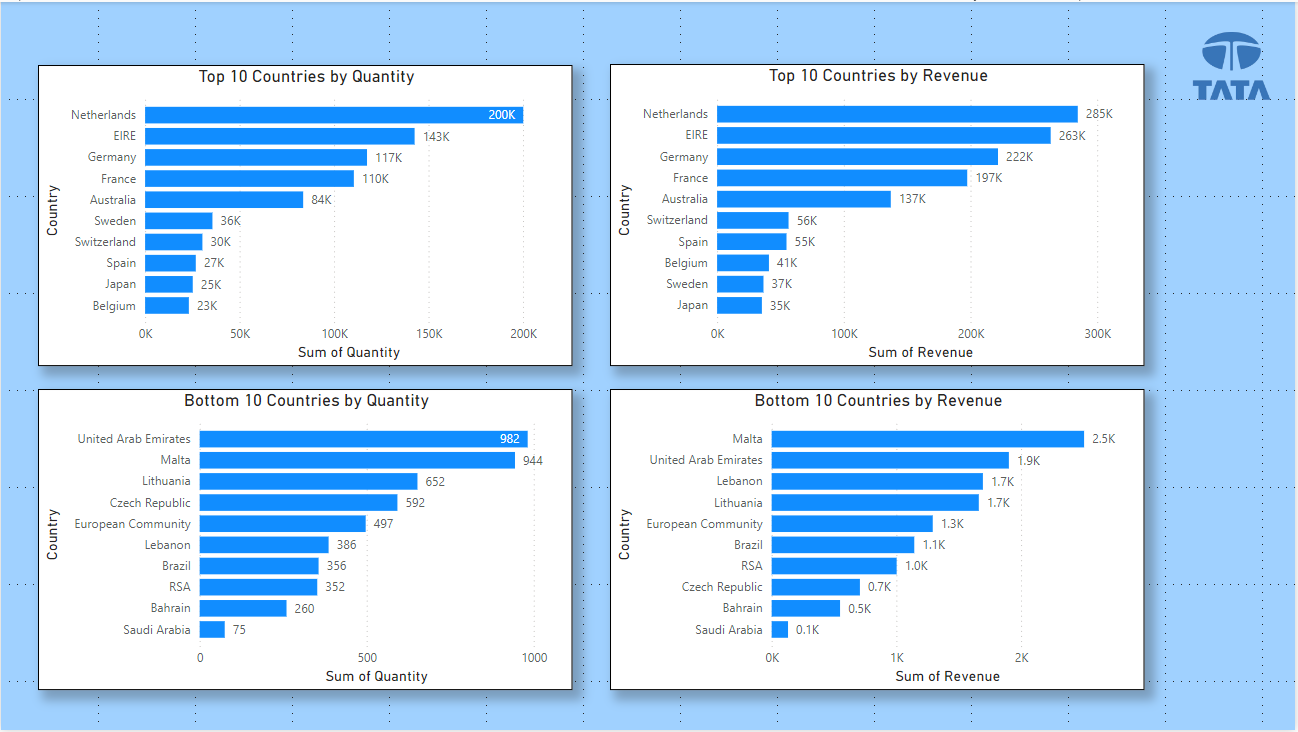 TATA
Top 10 Countries by Quantity
Country
Netherlands 200K
EIRE 143K
Germany 117K
France 110K
Australia 84K
Sweden 36K
Switzerland 30K
Spain 27K
Japan 25K
Belgium 23K
0K 50K 100K 150K 200K
Sum of Quantity
Top 10 Countries by Revenue
Country
Netherlands 285K
EIRE 263K
Germany 222K
France 197K
Australia 137K
Switzerland 56K
Spain 55K
Belgium 41K
Sweden 37K
Japan 35K
0K 100K 200K 300K
Sum of Revenue
Bottom 10 Countries by Quantity
Country
United Arab Emirates 982
Malta 944
Lithuania 652
Czech Republic 592
European Community 497
Lebanon 386
Brazil 356
RSA 352
Bahrain 260
Saudi Arabia 75
0 500 1000
Sum of Quantity
Bottom 10 Countries by Revenue
Country
Malta 2.5K
United Arab Emirates 1.9K
Lebanon 1.7K
Lithuania 1.7K
European Community 1.3K
Brazil 1.1K
RSA 1.0K
Czech Republic 0.7K
Bahrain 0.5K
Saudi Arabia 0.1K
0K 1K 2K
Sum of Revenue